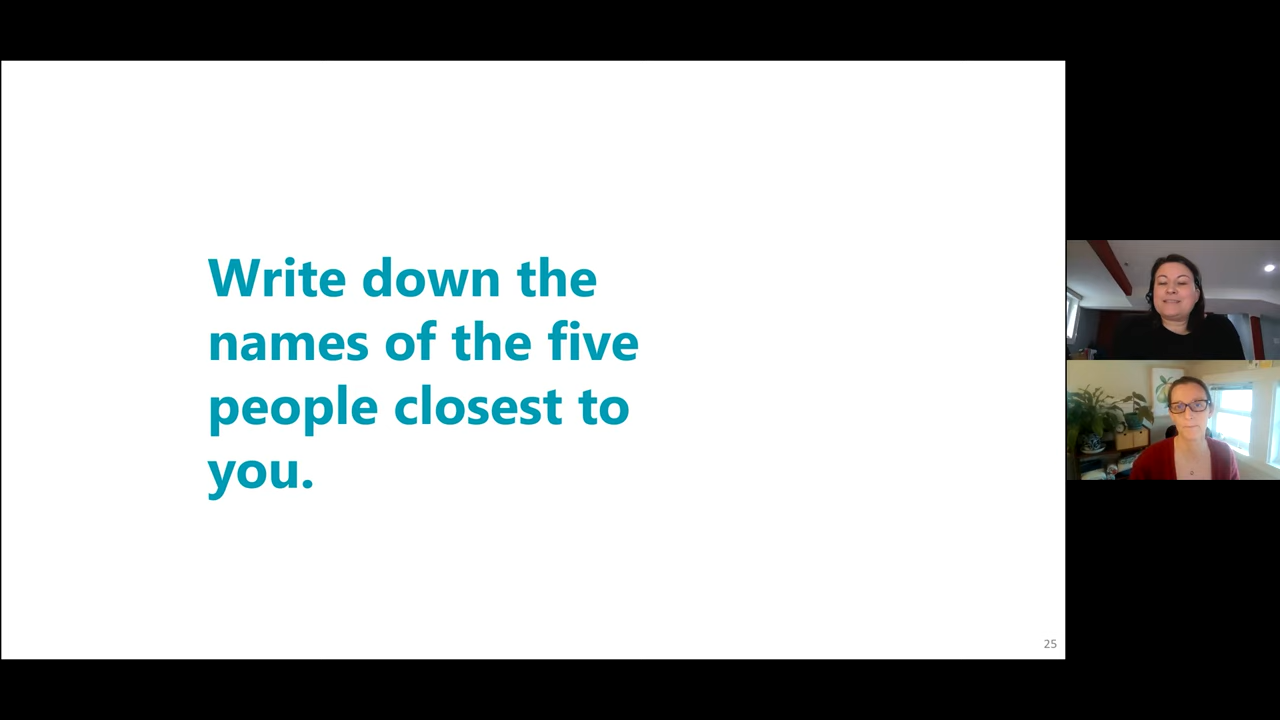 Write down the
names of the five
people closest to
you.
25